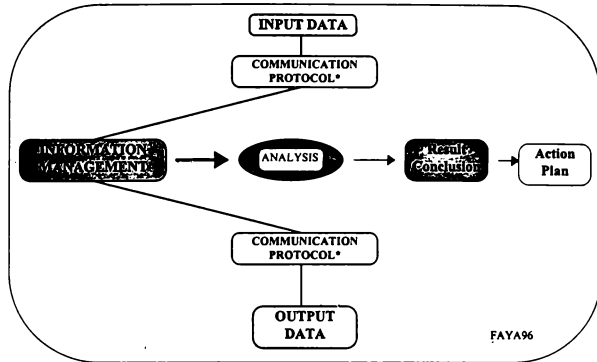 INPUT DATA
COMMUNICATION
PROTOCOL*
INFORMATION
MANAGEMENT
ANALYSIS
Result
Conclusion
Action
Plan
COMMUNICATION
PROTOCOL*
OUTPUT
DATA
FAYA96